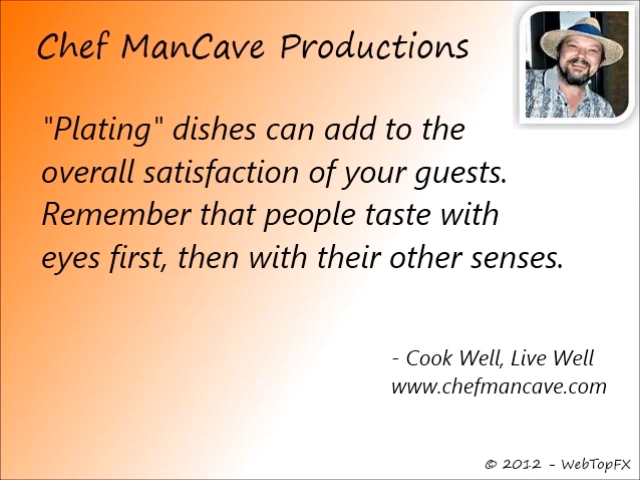 Chef ManCave Productions
"Plating" dishes can add to the
overall satisfaction of your guests.
Remember that people taste with
eyes first, then with their other senses.
- Cook Well, Live Well
www.chefmancave.com
© 2012 - WebTopFX